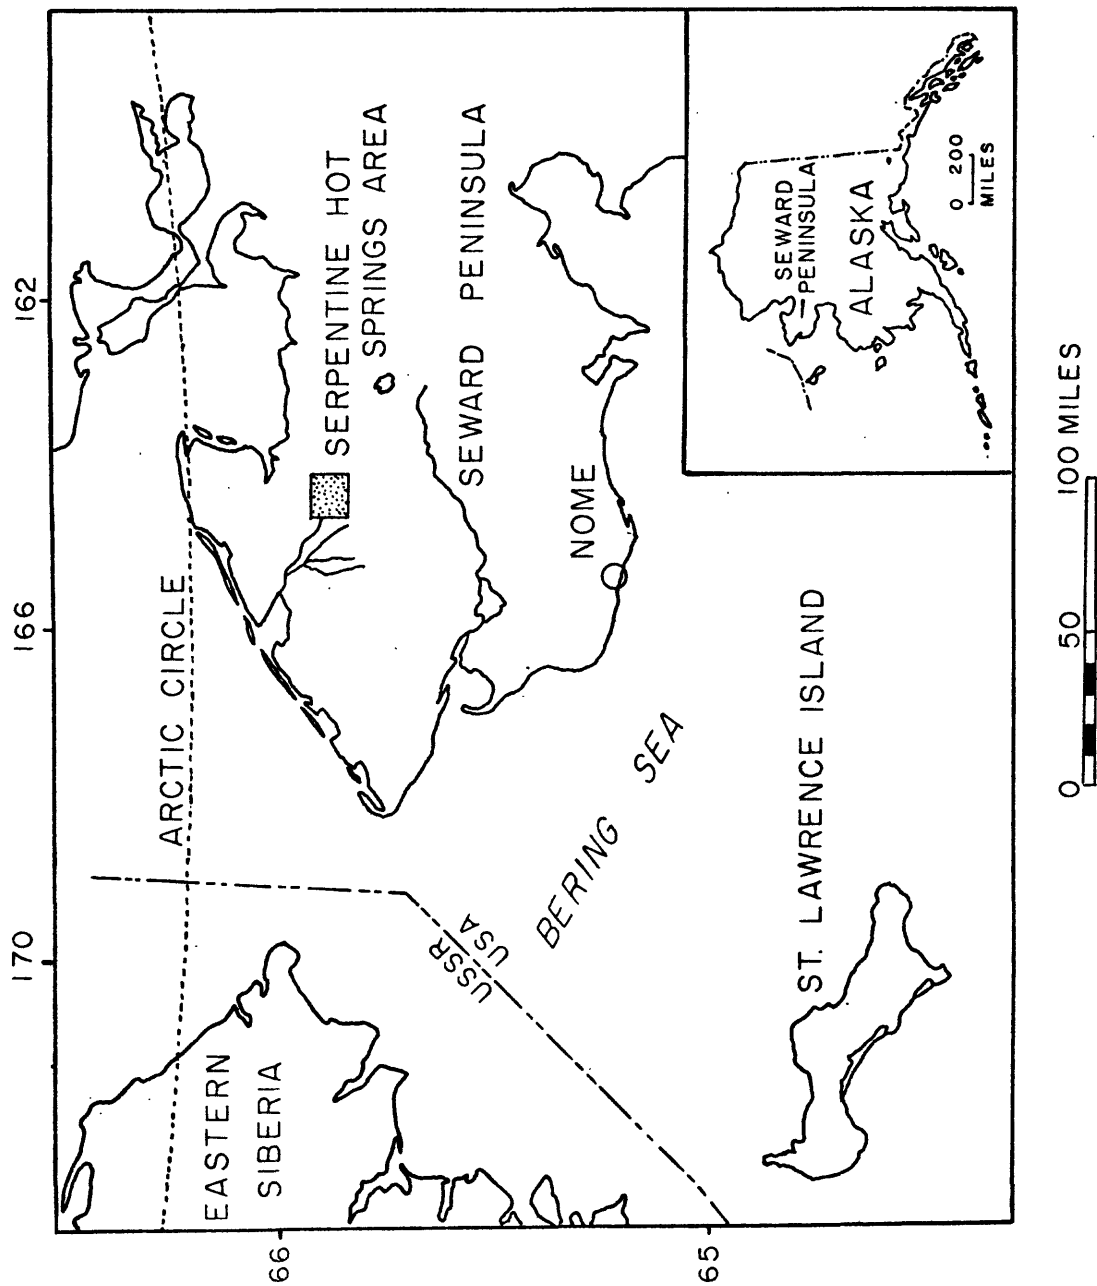 170
166
162
66
65
ARCTIC CIRCLE
EASTERN
SIBERIA
SERPENTINE HOT
SPRINGS AREA
SEWARD PENINSULA
USSR
USA
NOME
BERING SEA
ST. LAWRENCE ISLAND
SEWARD
PENINSULA
ALASKA
0 200
MILES
0 50 100 MILES